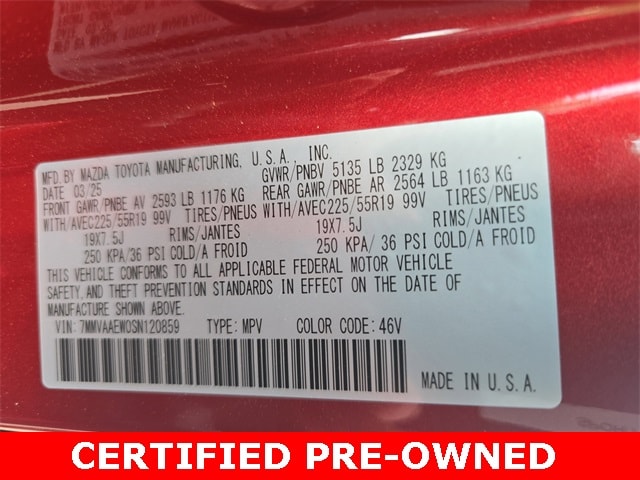 MFD.BY MAZDA TOYOTA MANUFACTURING, U.S.A., INC.
DATE 03/25 GVWR/PNBV 5135 LB 2329 KG
FRONT GAWR/PNBE AV 2593 LB 1176 KG REAR GAWR/PNBE AR 2564 LB 1163 KG
WITH/AVEC225/55R19 99V TIRES/PNEUS WITH/AVEC225/55R19 99V TIRES/PNEUS
19X7.5J RIMS/JANTES 19X7.5J RIMS/JANTES
250 KPA/36 PSI COLD/A FROID 250 KPA/ 36 PSI COLD/A FROID
THIS VEHICLE CONFORMS TO ALL APPLICABLE FEDERAL MOTOR VEHICLE
SAFETY,AND THEFT PREVENTION STANDARDS IN EFFECT ON THE DATE OF
MANUFACTURE SHOWN ABOVE.
VIN: 7MMVAAEW0SN120859 TYPE: MPV COLOR CODE: 46V
MADE IN U.S.A.
CERTIFIED PRE-OWNED